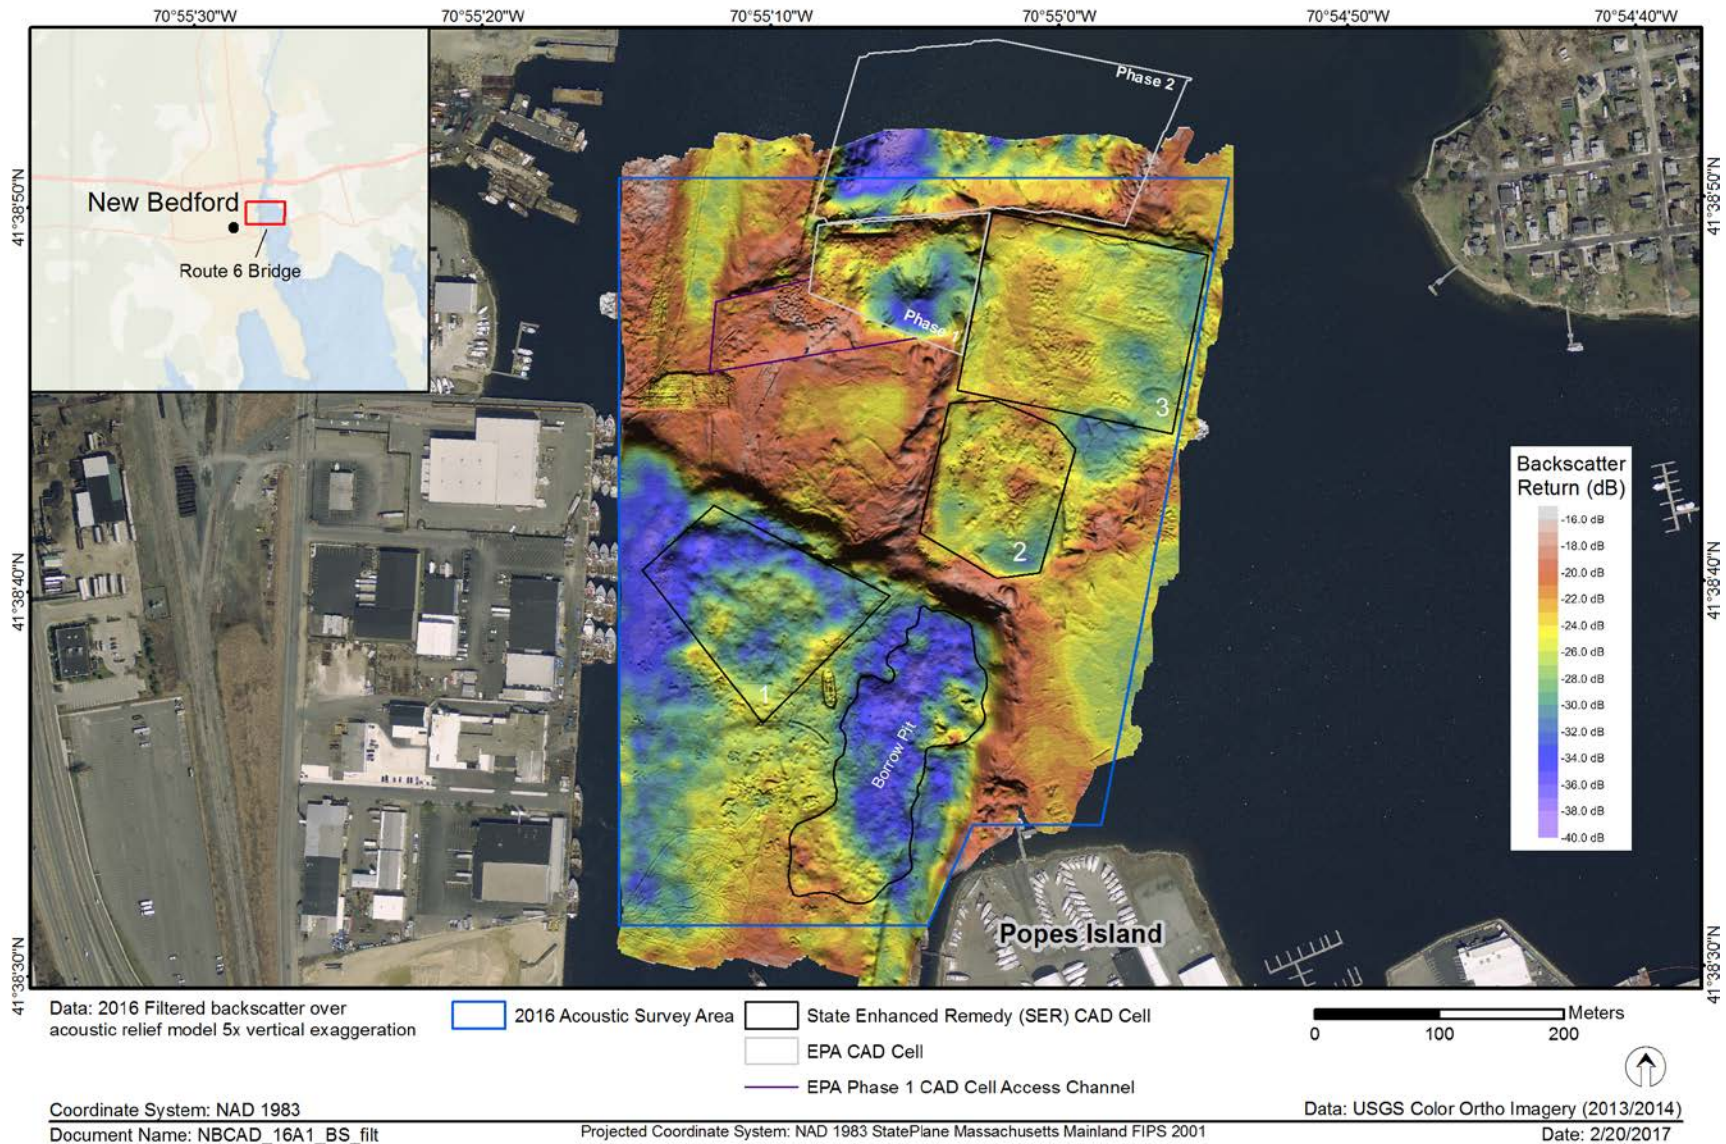 70°55'30"W 70°55'20"W 70°55'10"W 70°55'0"W 70°54'50"W 70°54'40"W
41°38'50"N
41°38'50"N
New Bedford
Route 6 Bridge
Phase 2
Phase 1
3
2
1
Borrow Pit
41°38'40"N
41°38'40"N
Backscatter
Return (dB)
-16.0 dB
-18.0 dB
-20.0 dB
-22.0 dB
-24.0 dB
-26.0 dB
-28.0 dB
-30.0 dB
-32.0 dB
-34.0 dB
-36.0 dB
-38.0 dB
-40.0 dB
Popes Island
41°38'30"N
41°38'30"N
Data: 2016 Filtered backscatter over
acoustic relief model 5x vertical exaggeration
2016 Acoustic Survey Area
State Enhanced Remedy (SER) CAD Cell
EPA CAD Cell
EPA Phase 1 CAD Cell Access Channel
Meters
0 100 200
Coordinate System: NAD 1983
Data: USGS Color Ortho Imagery (2013/2014)
Document Name: NBCAD_16A1_BS_filt
Projected Coordinate System: NAD 1983 StatePlane Massachusetts Mainland FIPS 2001
Date: 2/20/2017